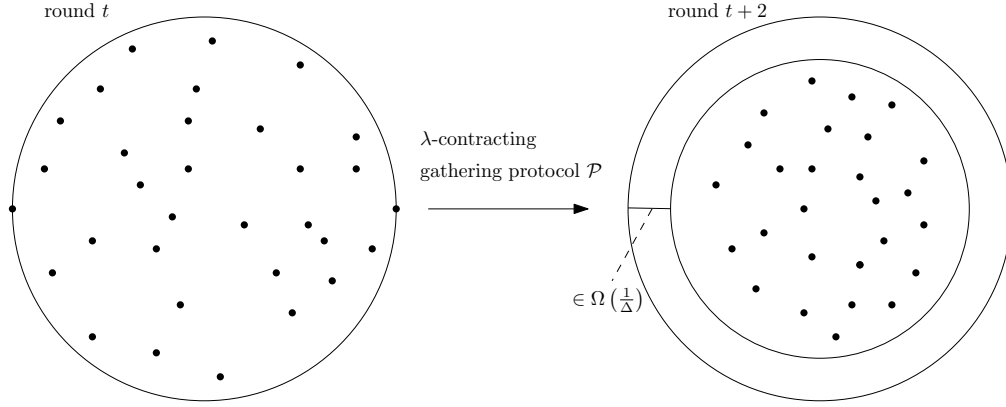 round t
round t + 2
λ-contracting
gathering protocol 𝒫
∈ Ω (1/Δ)